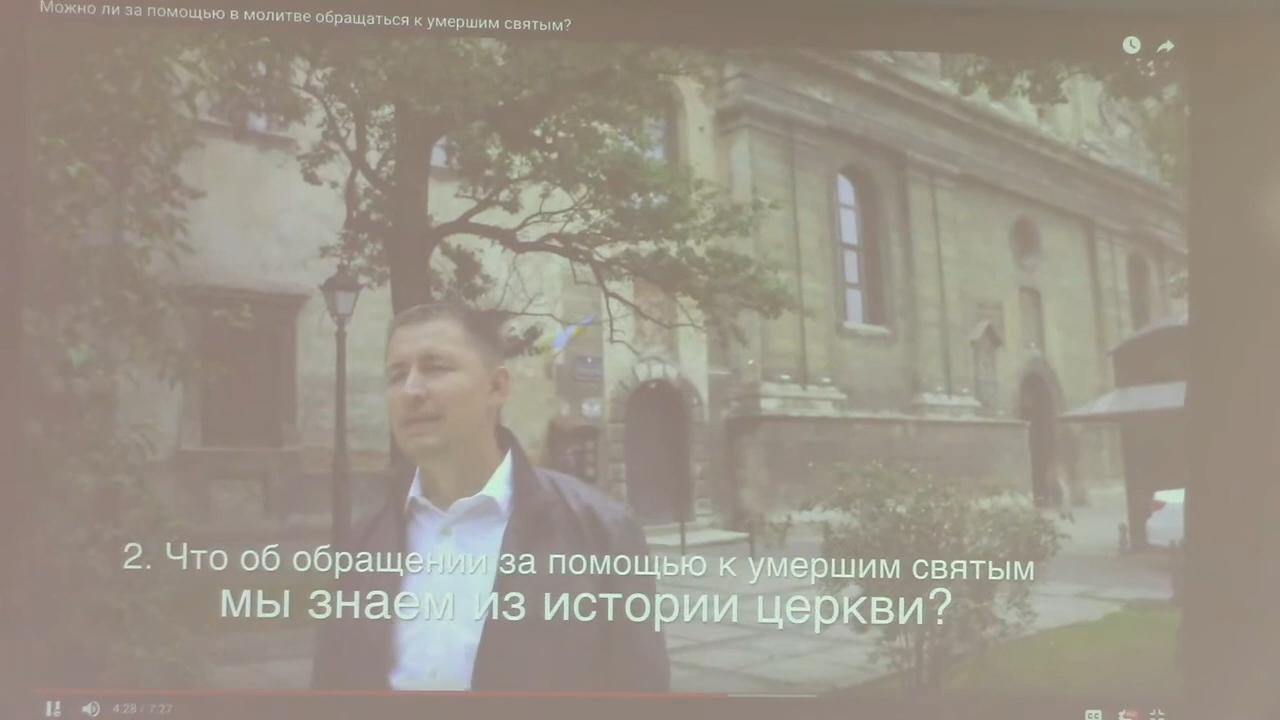 Можно ли за помощью в молитве обращаться к умершим святым?
2. Что об обращении за помощью к умершим святым
мы знаем из истории церкви?
4:28 / 7:27
CC